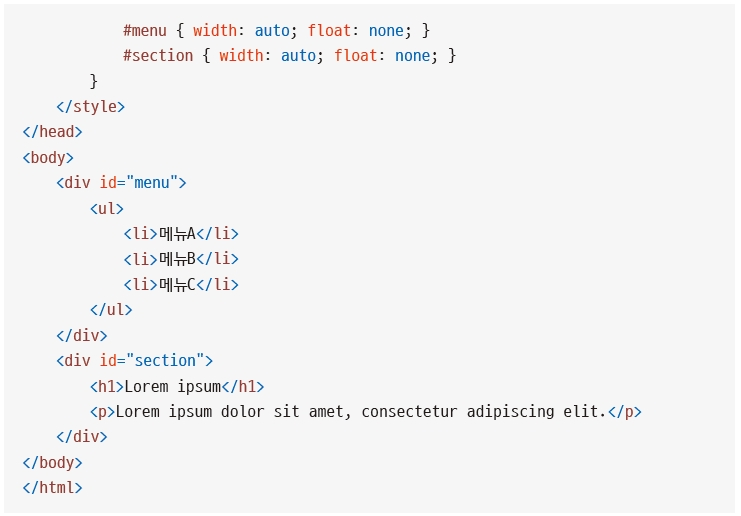 #menu { width: auto; float: none; }
#section { width: auto; float: none; }
}
</style>
</head>
<body>
<div id="menu">
<ul>
<li>메뉴A</li>
<li>메뉴B</li>
<li>메뉴C</li>
</ul>
</div>
<div id="section">
<h1>Lorem ipsum</h1>
<p>Lorem ipsum dolor sit amet, consectetur adipiscing elit.</p>
</div>
</body>
</html>